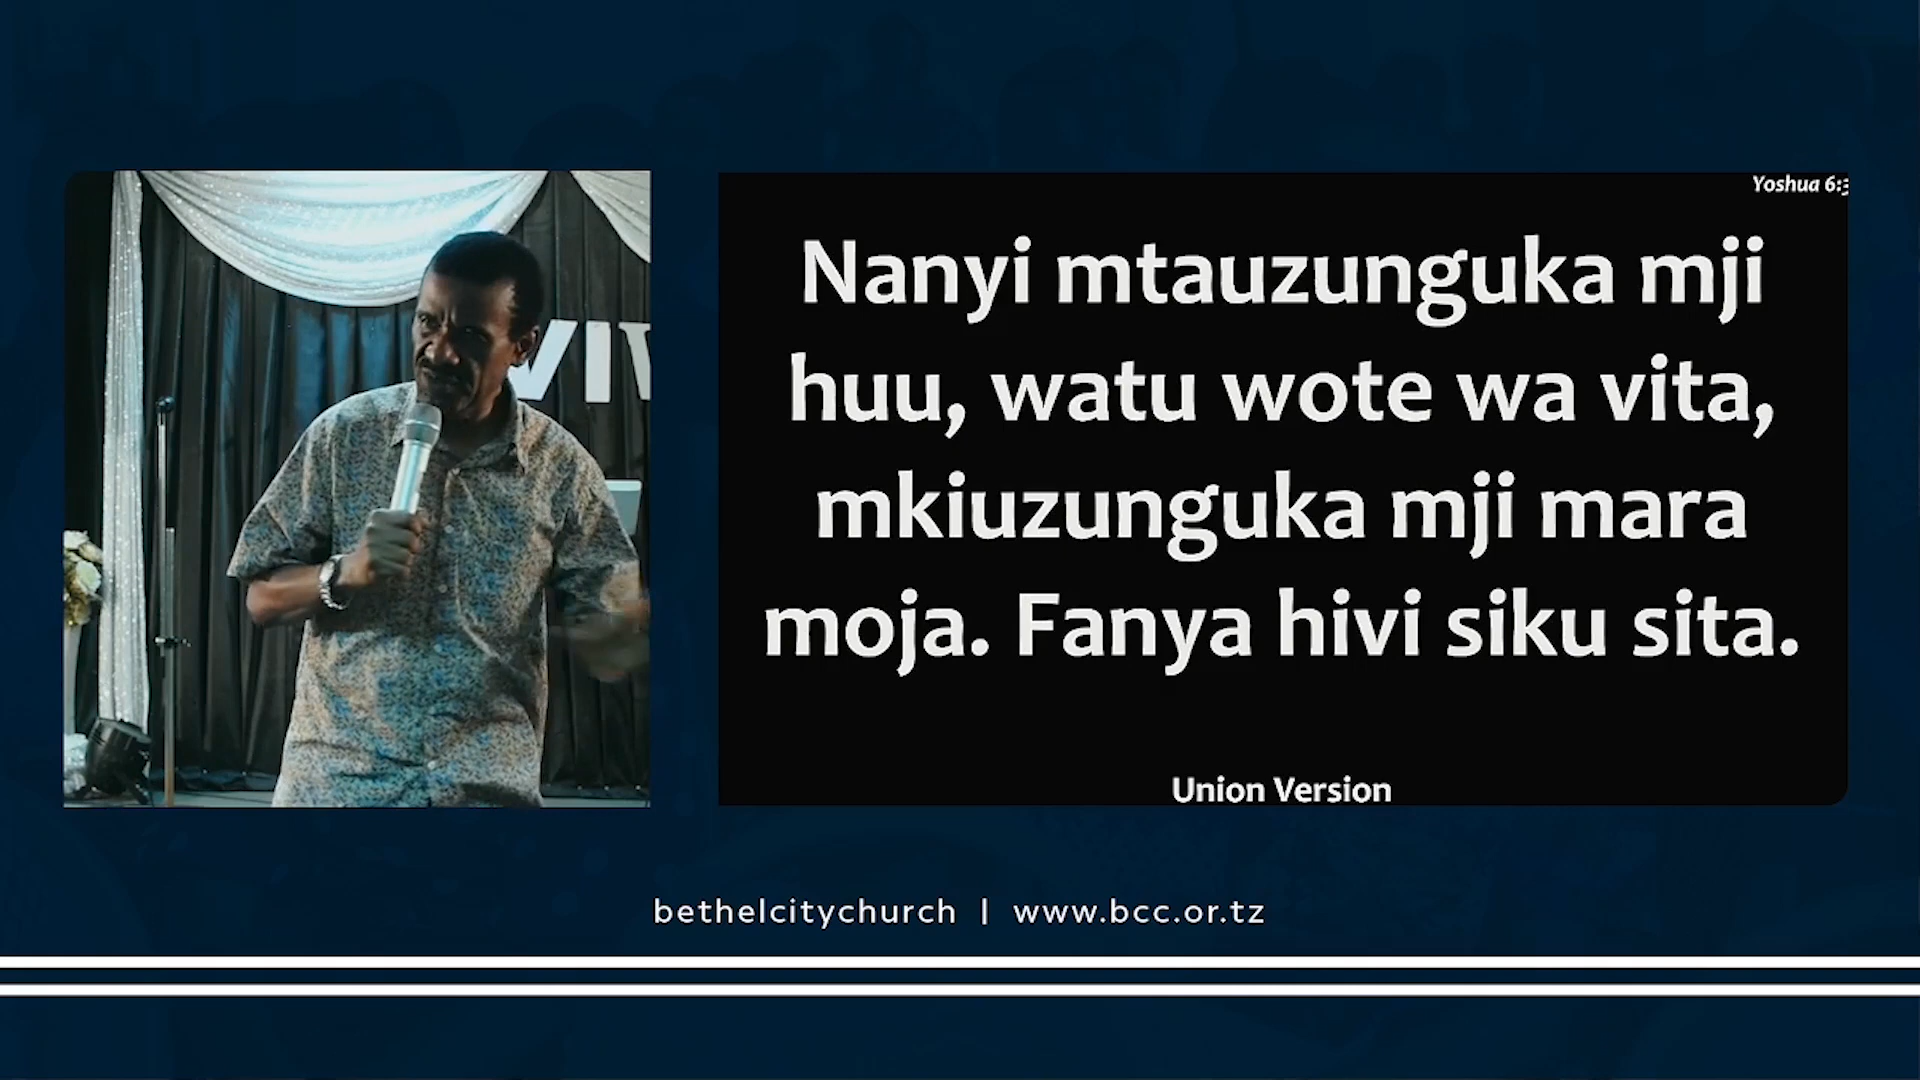 Yoshua 6:3
Nanyi mtauzunguka mji
huu, watu wote wa vita,
mkiuzunguka mji mara
moja. Fanya hivi siku sita.
Union Version
bethelcitychurch | www.bcc.or.tz